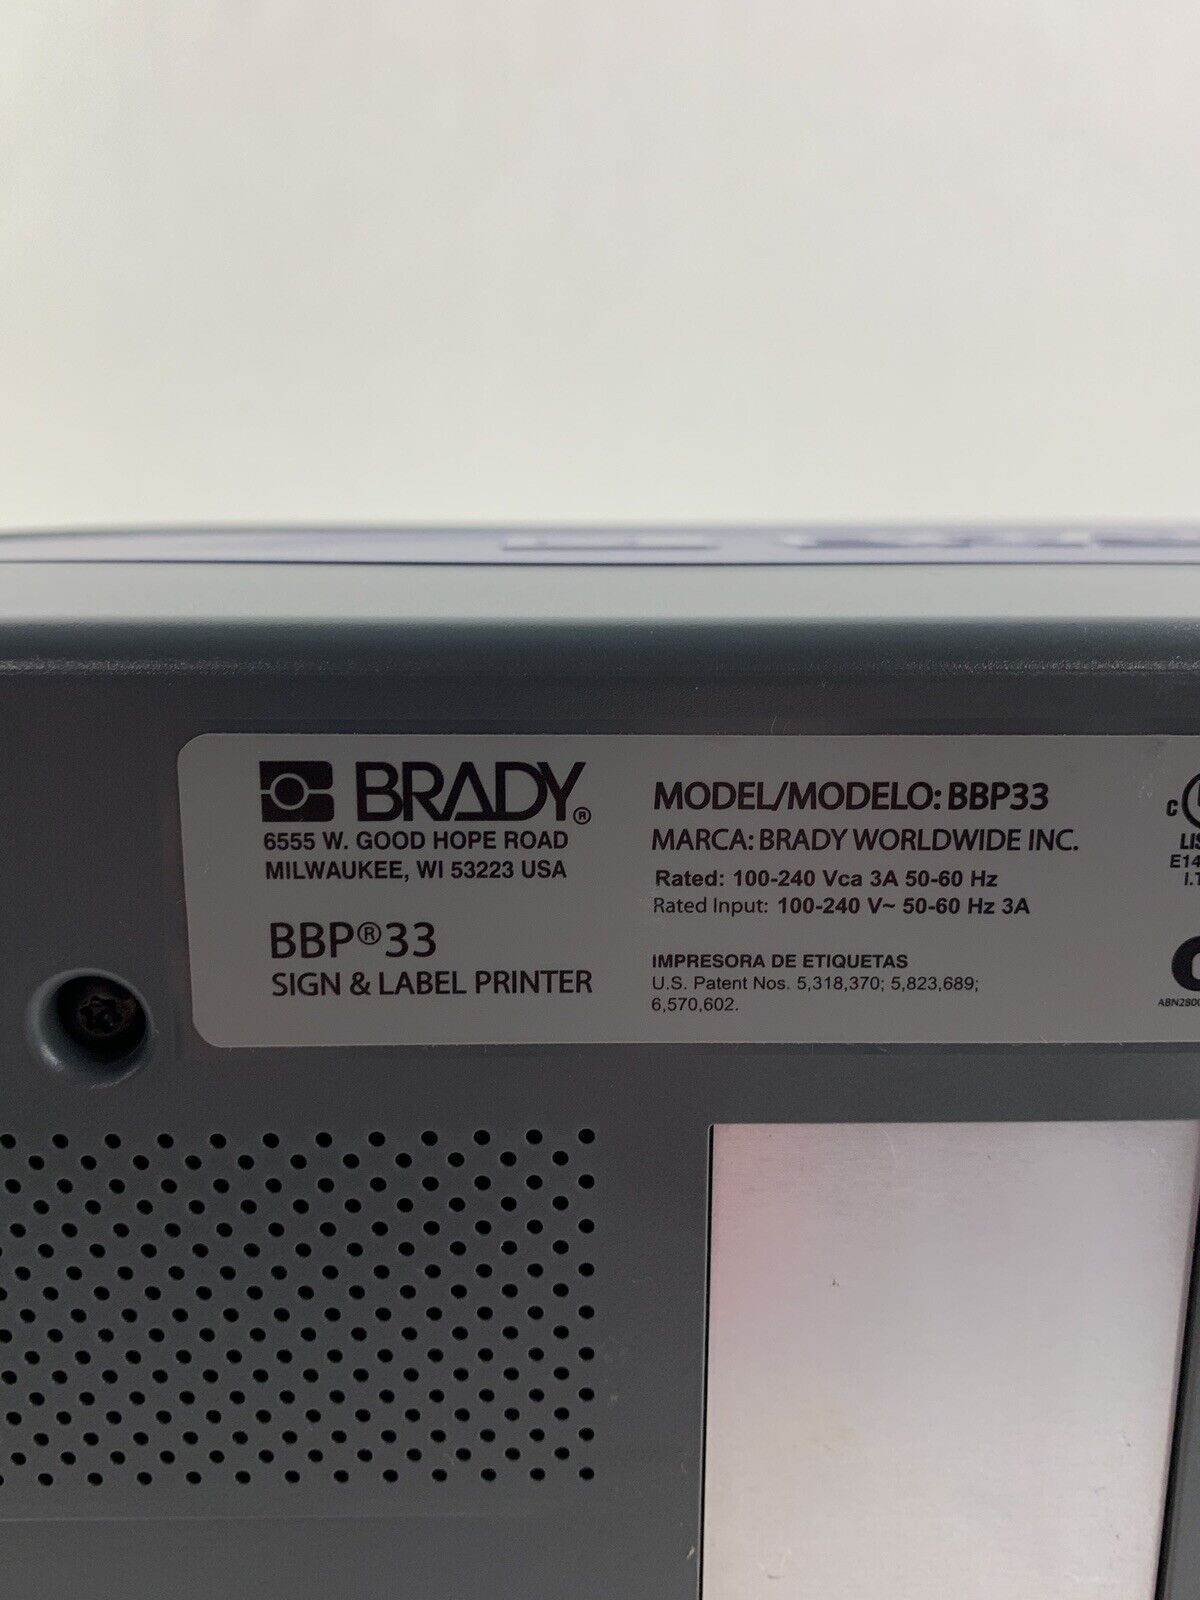 BRADY®
6555 W. GOOD HOPE ROAD
MILWAUKEE, WI 53223 USA
BBP®33
SIGN & LABEL PRINTER
MODEL/MODELO: BBP33
MARCA: BRADY WORLDWIDE INC.
Rated: 100-240 Vca 3A 50-60 Hz
Rated Input: 100-240 V~ 50-60 Hz 3A
IMPRESORA DE ETIQUETAS
U.S. Patent Nos. 5,318,370; 5,823,689;
6,570,602.
C